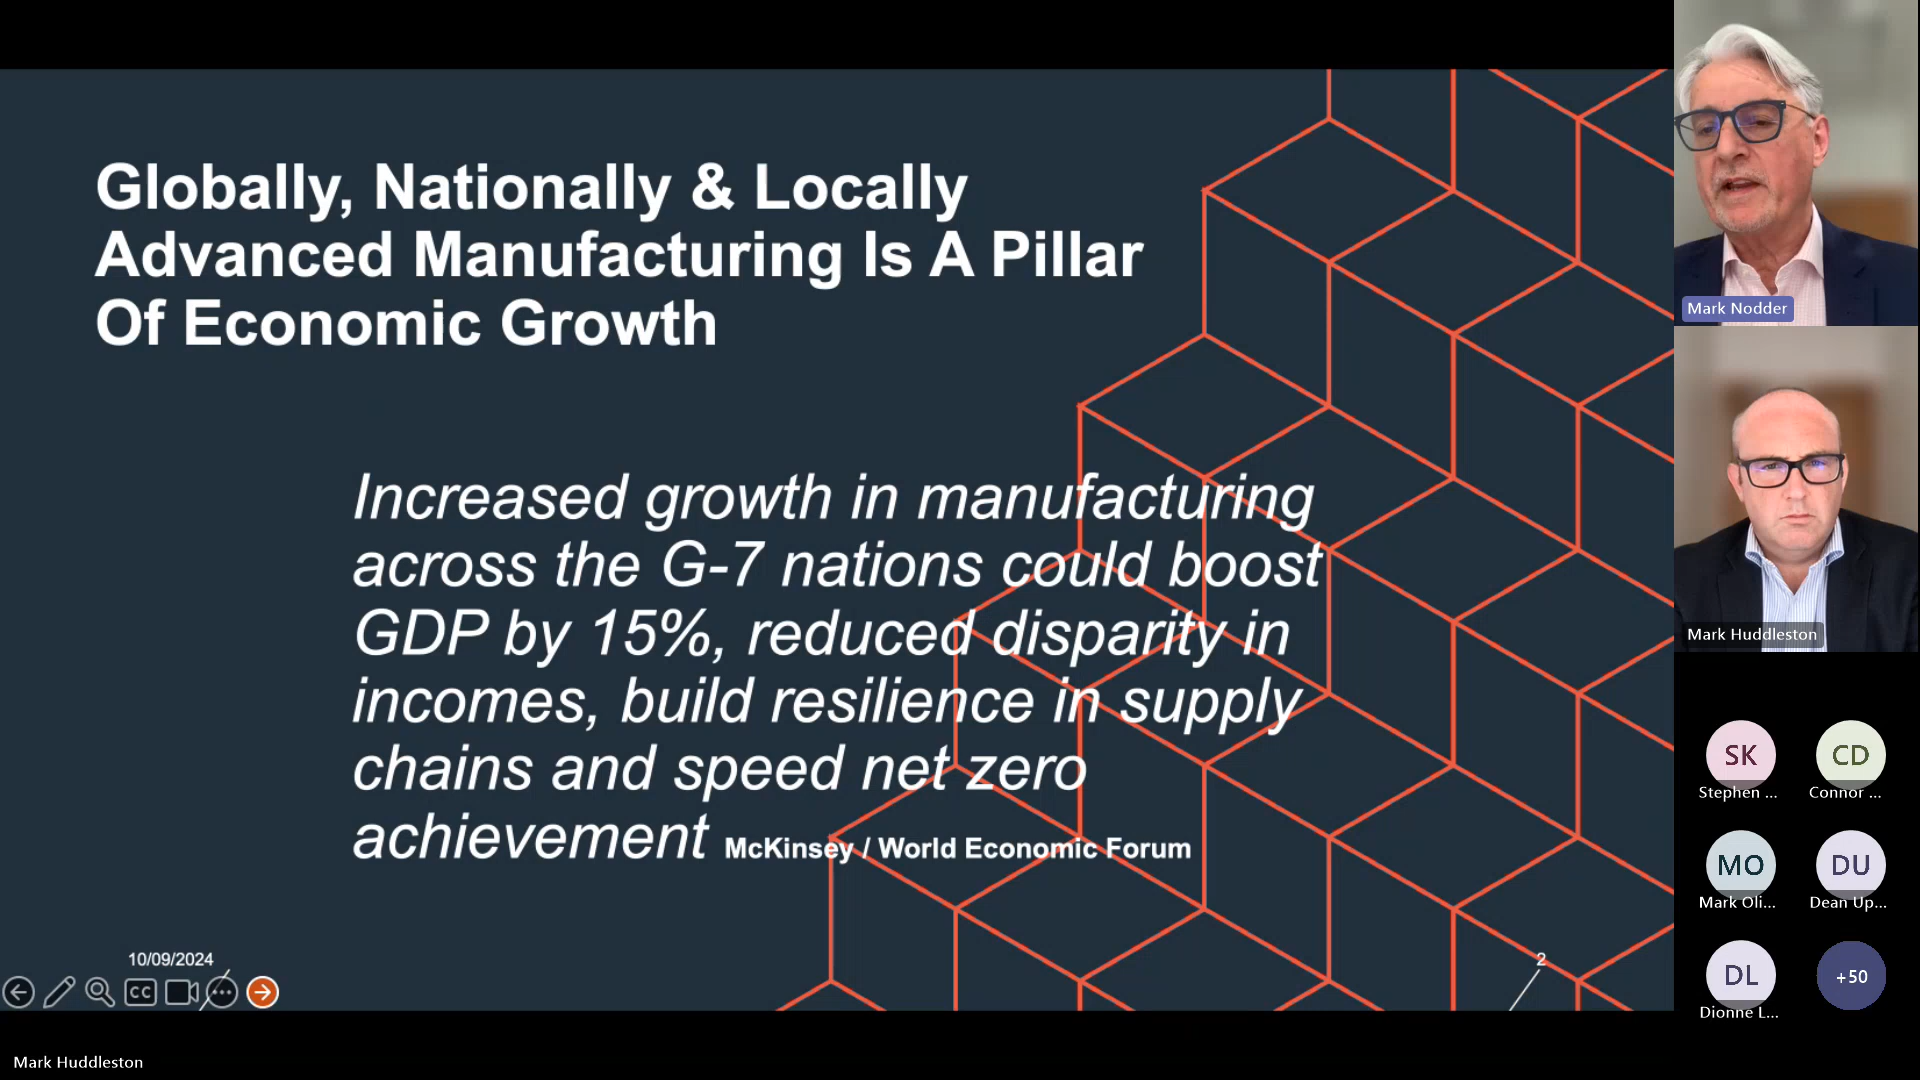 Globally, Nationally & Locally
Advanced Manufacturing Is A Pillar
Of Economic Growth
Increased growth in manufacturing
across the G-7 nations could boost
GDP by 15%, reduced disparity in
incomes, build resilience in supply
chains and speed net zero
achievement McKinsey / World Economic Forum
10/09/2024
2
CC
Mark Huddleston
Mark Nodder
Mark Huddleston
SK
Stephen ...
CD
Connor ...
MO
Mark Oli...
DU
Dean Up...
DL
Dionne L...
+50